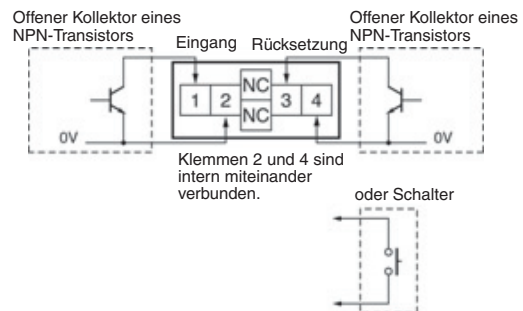 Offener Kollektor eines
NPN-Transistors
Offener Kollektor eines
NPN-Transistors
Eingang
Rücksetzung
NC
1
2
3
4
NC
0V
0V
Klemmen 2 und 4 sind
intern miteinander
verbunden.
oder Schalter